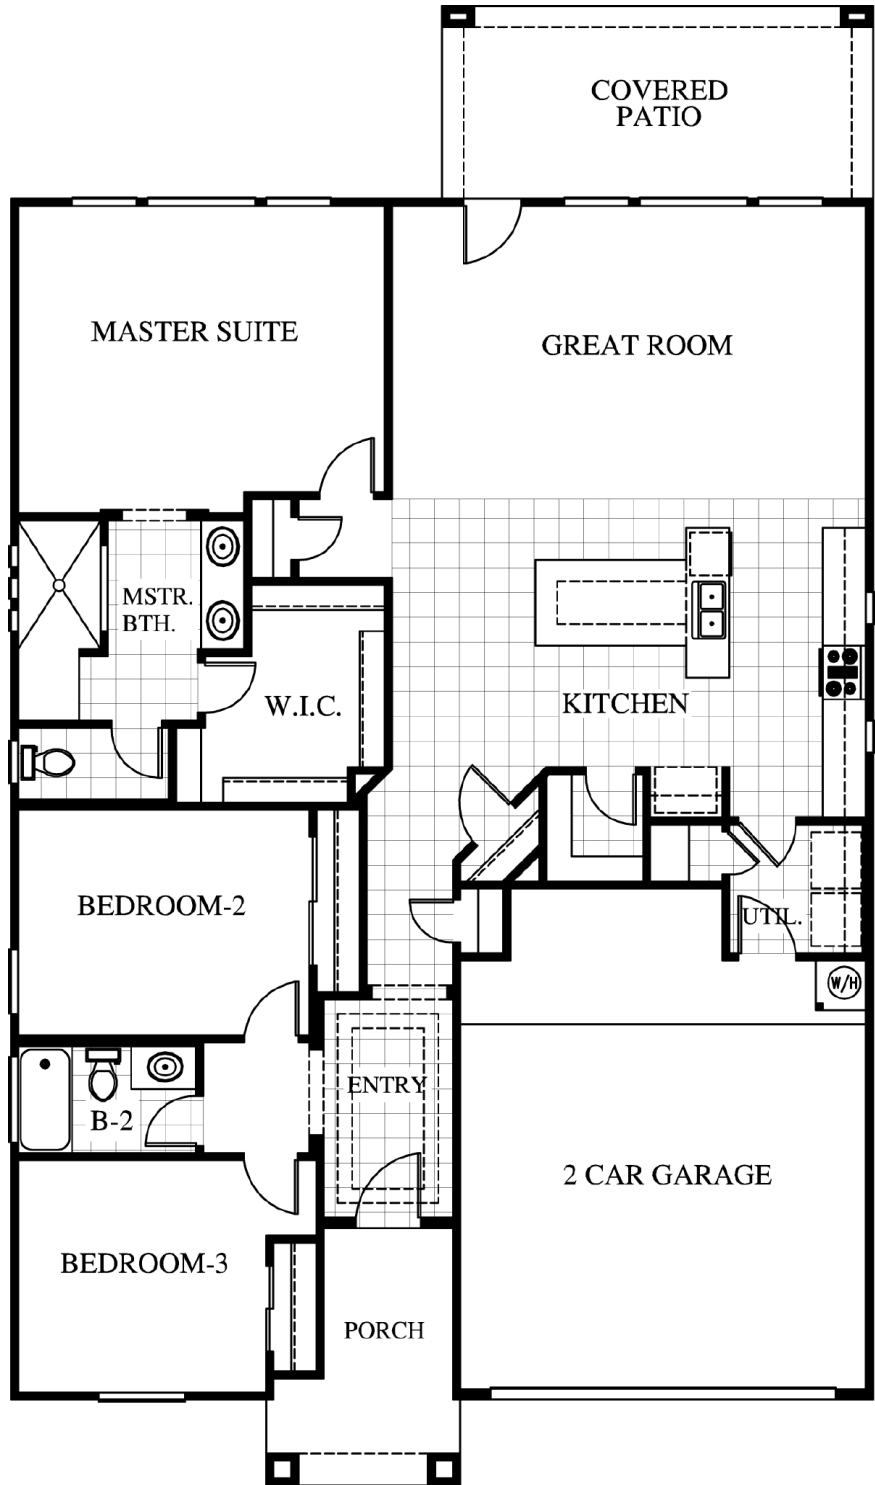 COVERED
PATIO
MASTER SUITE
GREAT ROOM
MSTR.
BTH.
W.I.C.
KITCHEN
BEDROOM-2
UTIL.
W/H
ENTRY
B-2
2 CAR GARAGE
BEDROOM-3
PORCH